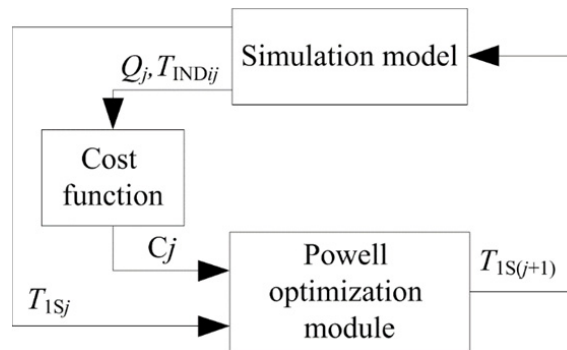 Simulation model
Qj, TINDij
Cost
function
Cj
Powell
optimization
module
T1S(j+1)
T1Sj